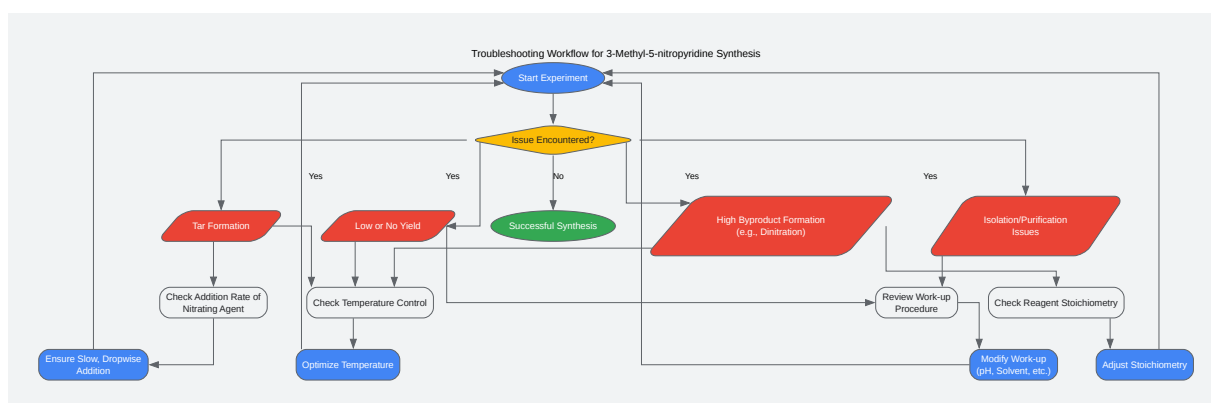 Troubleshooting Workflow for 3-Methyl-5-nitropyridine Synthesis
Start Experiment
Issue Encountered?
Yes
Yes
No
Yes
Yes
Tar Formation
Low or No Yield
Successful Synthesis
High Byproduct Formation
(e.g., Dinitration)
Isolation/Purification
Issues
Check Addition Rate of
Nitrating Agent
Check Temperature Control
Review Work-up
Procedure
Check Reagent Stoichiometry
Ensure Slow, Dropwise
Addition
Optimize Temperature
Modify Work-up
(pH, Solvent, etc.)
Adjust Stoichiometry